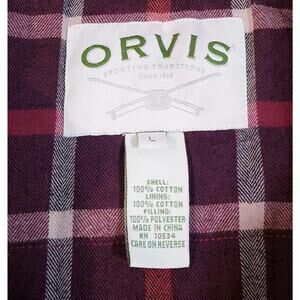 ORVIS
SPORTING TRADITIONS
Since 1856
L
SHELL:
100% COTTON
LINING:
100% COTTON
FILLING:
100% POLYESTER
MADE IN CHINA
RN 70534
CARE ON REVERSE